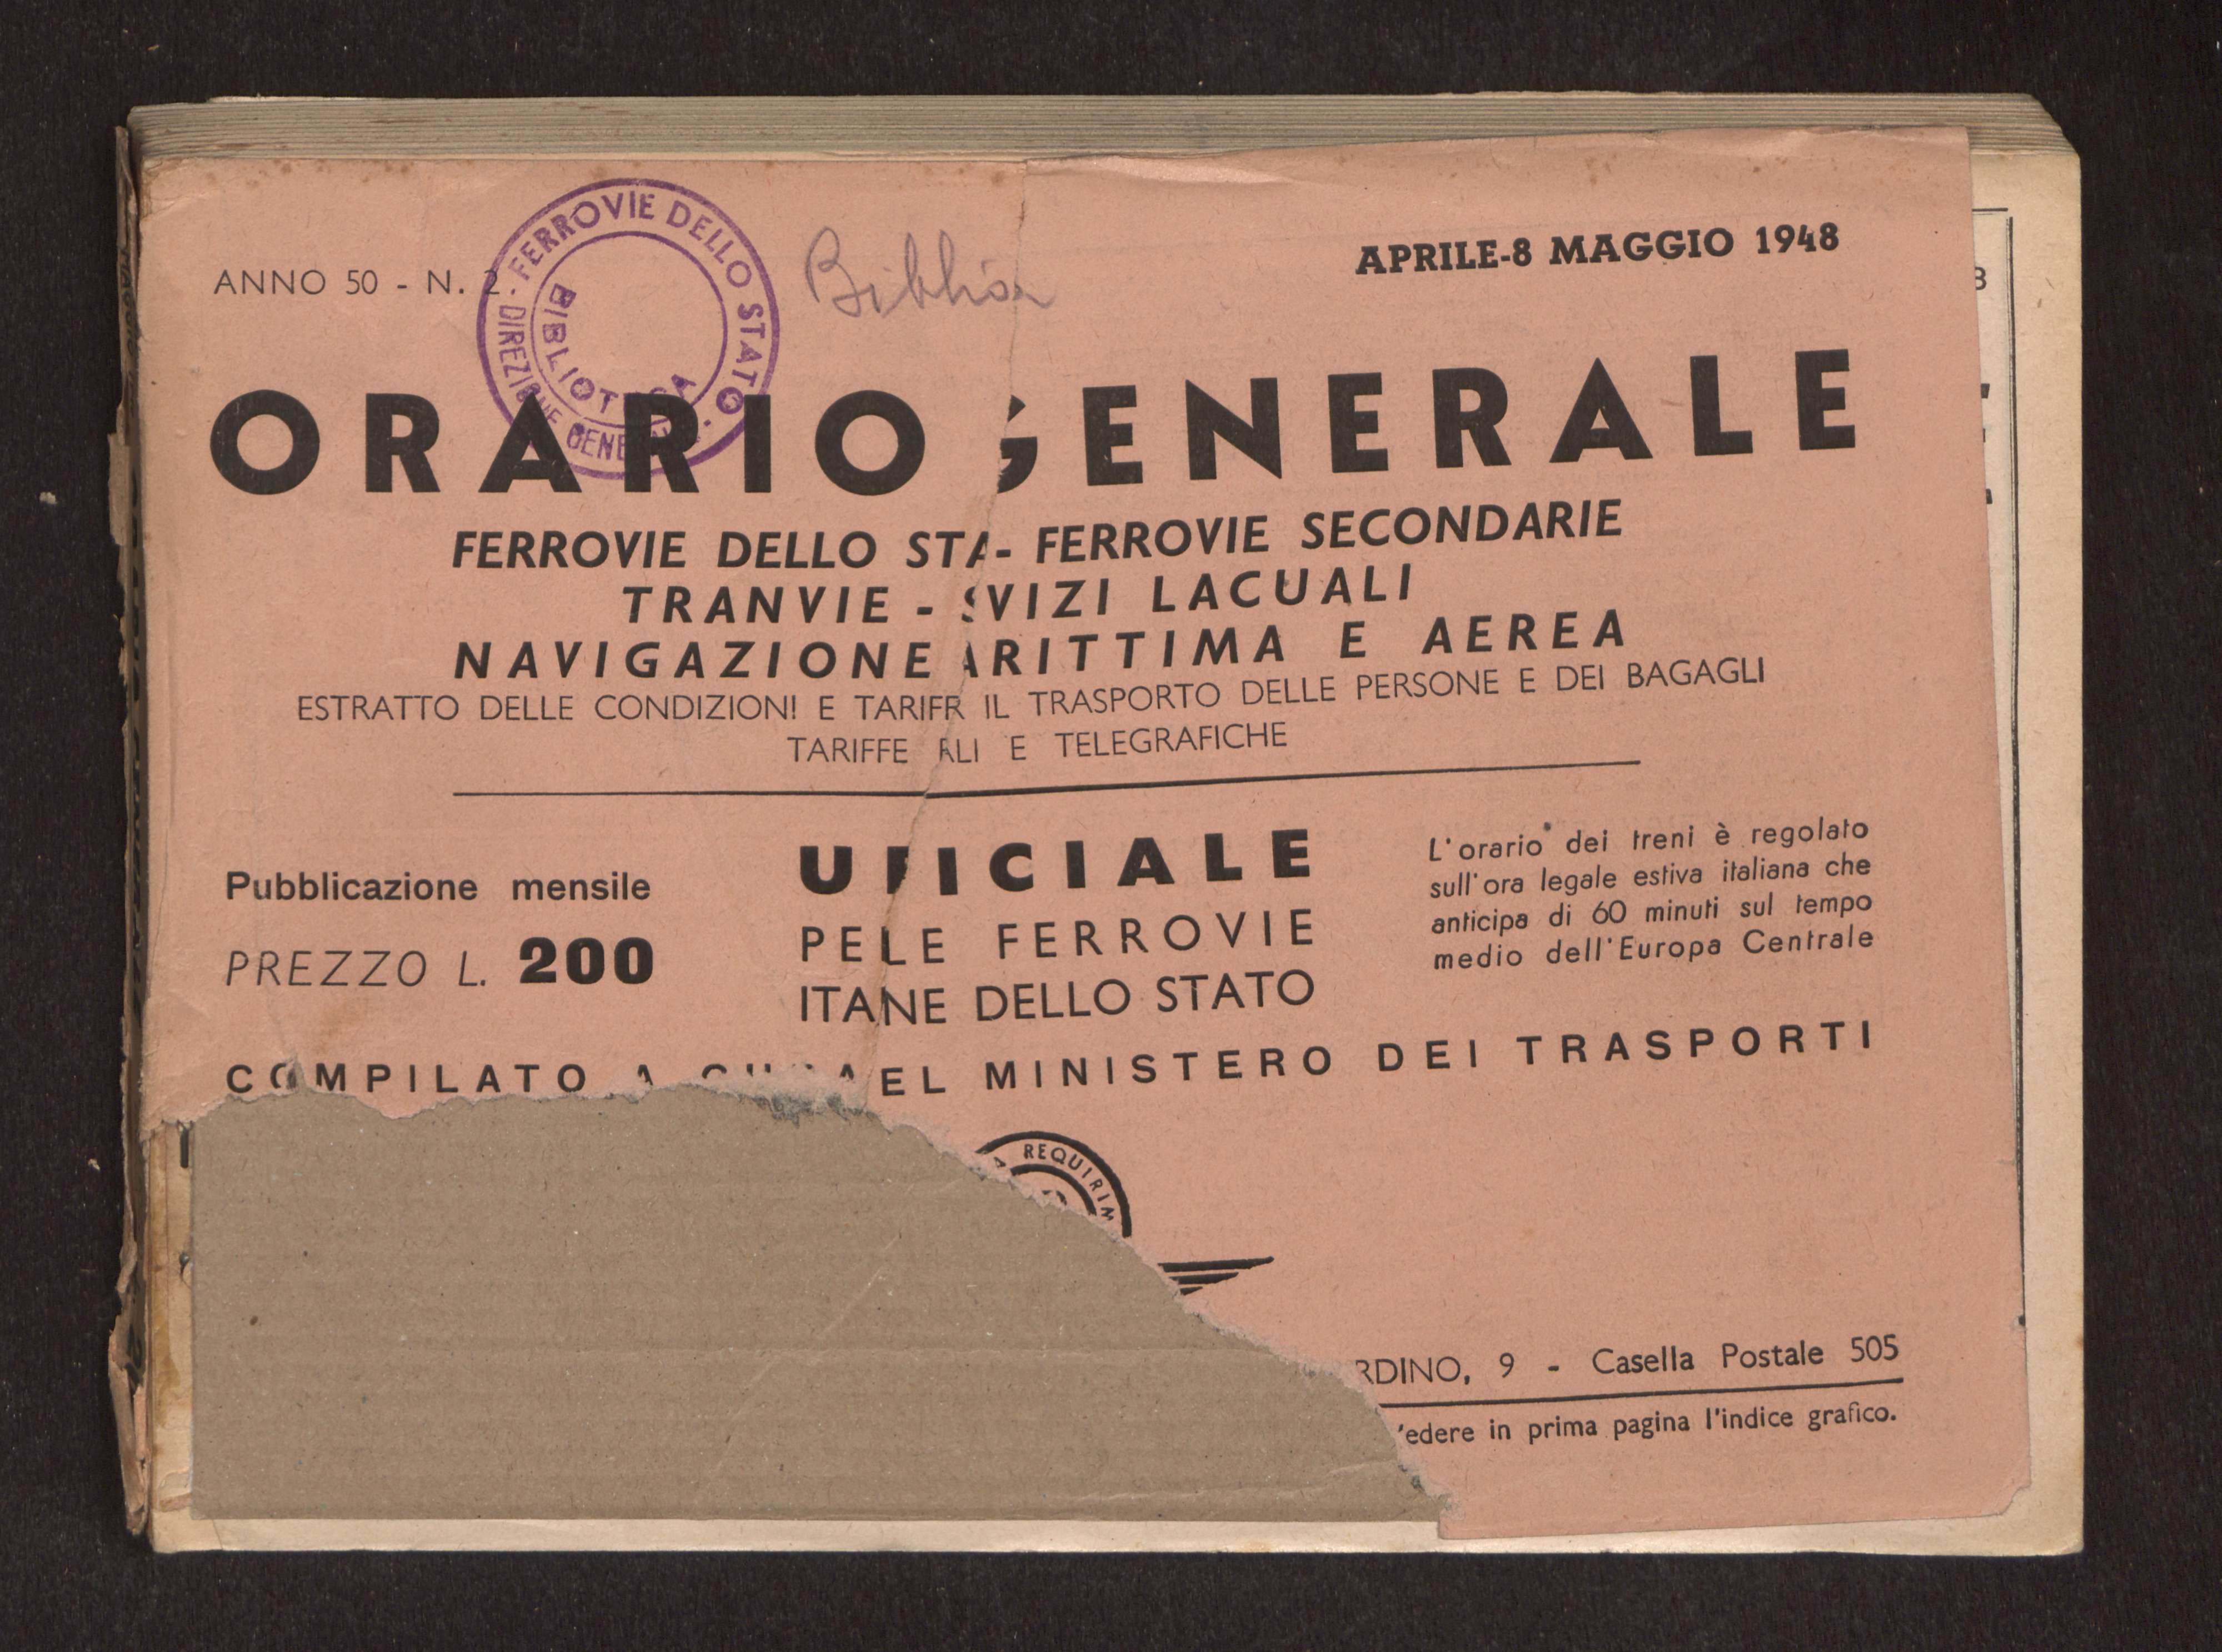 FERROVIE DELLO STATO
DIREZIONE GENERALE
BIBLIOTECA
ANNO 50 - N. 2
APRILE-8 MAGGIO 1948
ORARIO GENERALE
FERROVIE DELLO STA- FERROVIE SECONDARIE
TRANVIE - SVIZI LACUALI
NAVIGAZIONE ARITTIMA E AEREA
ESTRATTO DELLE CONDIZIONI E TARIFR IL TRASPORTO DELLE PERSONE E DEI BAGAGLI
TARIFFE ALI E TELEGRAFICHE
Pubblicazione mensile
PREZZO L. 200
UFICIALE
PELE FERROVIE
ITANE DELLO STATO
L'orario dei treni è regolato
sull'ora legale estiva italiana che
anticipa di 60 minuti sul tempo
medio dell'Europa Centrale
COMPILATO A CURA EL MINISTERO DEI TRASPORTI
REQUIRIM
RDINO, 9 - Casella Postale 505
edere in prima pagina l'indice grafico.